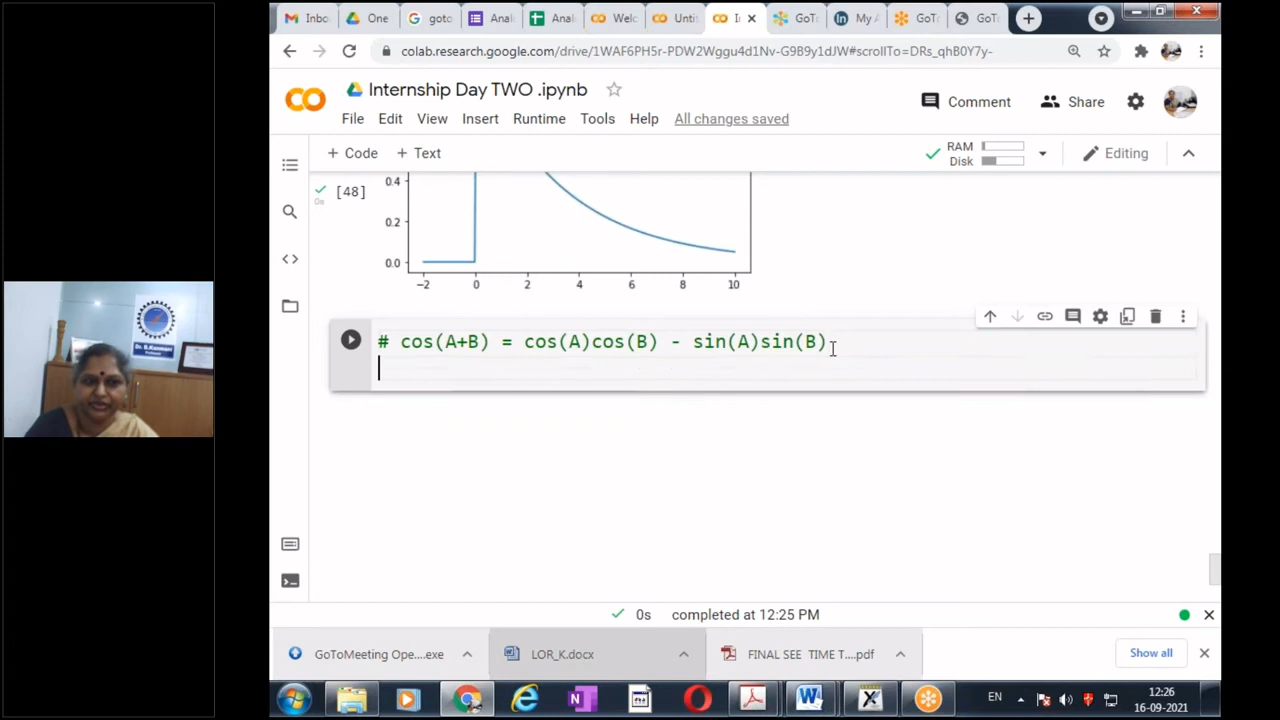 Inbo
One
goto
Anal
Anal
Welc
Unti
GoT
My A
GoT
GoT
colab.research.google.com/drive/1WAF6PH5r-PDW2Wggu4d1Nv-G9B9y1dJW#scrollTo=DRs_qhB0Y7y-
Internship Day TWO .ipynb
Comment
Share
File Edit View Insert Runtime Tools Help All changes saved
+ Code + Text
RAM
Disk
Editing
[48]
0s
0.4
0.2
0.0
−2 0 2 4 6 8 10
# cos(A+B) = cos(A)cos(B) - sin(A)sin(B)
0s completed at 12:25 PM
GoToMeeting Ope....exe
LOR_K.docx
FINAL SEE TIME T....pdf
Show all
EN
12:26
16-09-2021